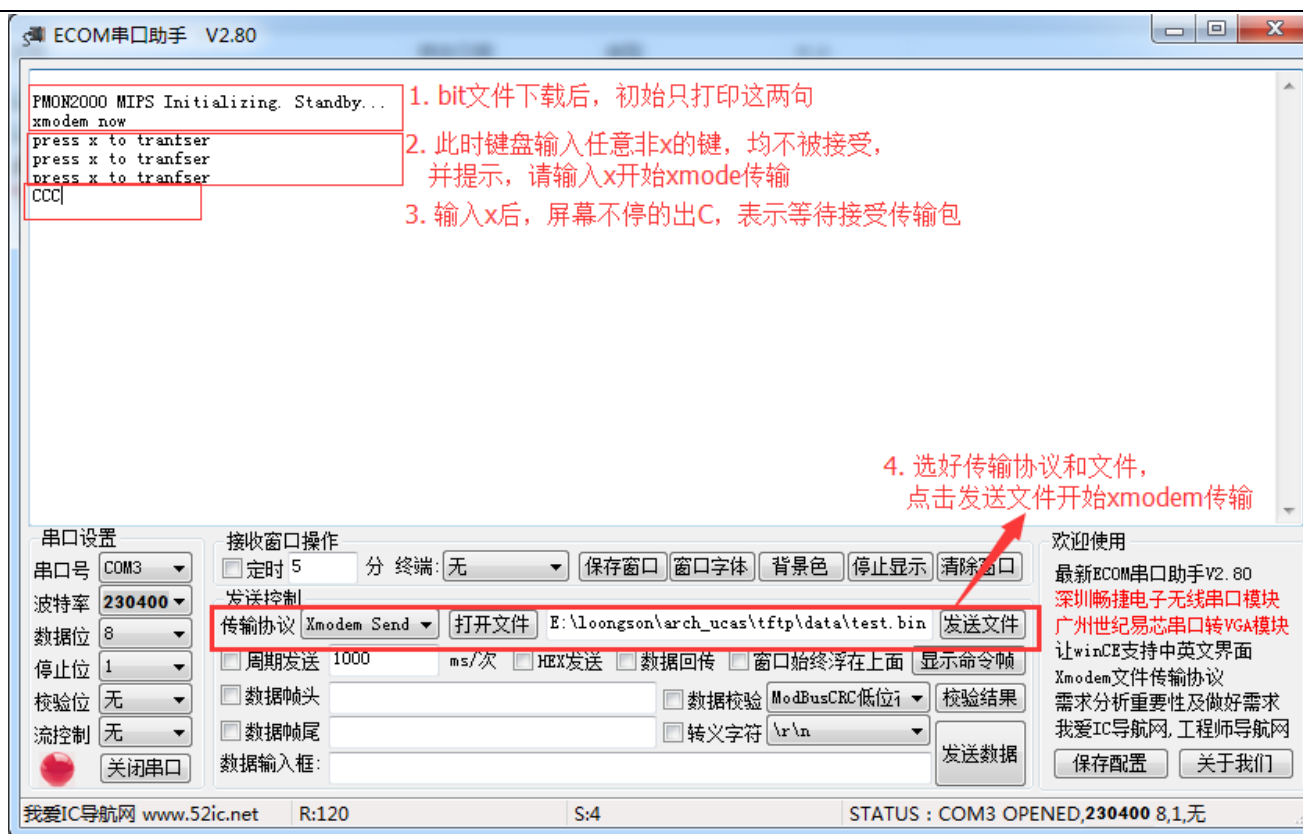 ECOM串口助手 V2.80
PMON2000 MIPS Initializing. Standby...
xmodem now
press x to tranfser
press x to tranfser
press x to tranfser
CCC
1. bit文件下载后，初始只打印这两句
2. 此时键盘输入任意非x的键，均不被接受，
并提示，请输入x开始xmode传输
3. 输入x后，屏幕不停的出C，表示等待接受传输包
4. 选好传输协议和文件，
点击发送文件开始xmodem传输
串口设置
串口号 COM3
波特率 230400
数据位 8
停止位 1
校验位 无
流控制 无
关闭串口
接收窗口操作
定时 5 分 终端: 无 保存窗口 窗口字体 背景色 停止显示 清除窗口
发送控制
传输协议 Xmodem Send 打开文件 E:\loongson\arch_ucas\tftp\data\test.bin 发送文件
周期发送 1000 ms/次 HEX发送 数据回传 窗口始终浮在上面 显示命令帧
数据帧头 数据校验 ModBusCRC低位 校验结果
数据帧尾 转义字符 \r\n
数据输入框: 发送数据
欢迎使用
最新ECOM串口助手V2.80
深圳畅捷电子无线串口模块
广州世纪易芯串口转VGA模块
让winCE支持中英文界面
Xmodem文件传输协议
需求分析重要性及做好需求
我爱IC导航网,工程师导航网
保存配置 关于我们
我爱IC导航网 www.52ic.net R:120 S:4 STATUS : COM3 OPENED,230400 8,1,无